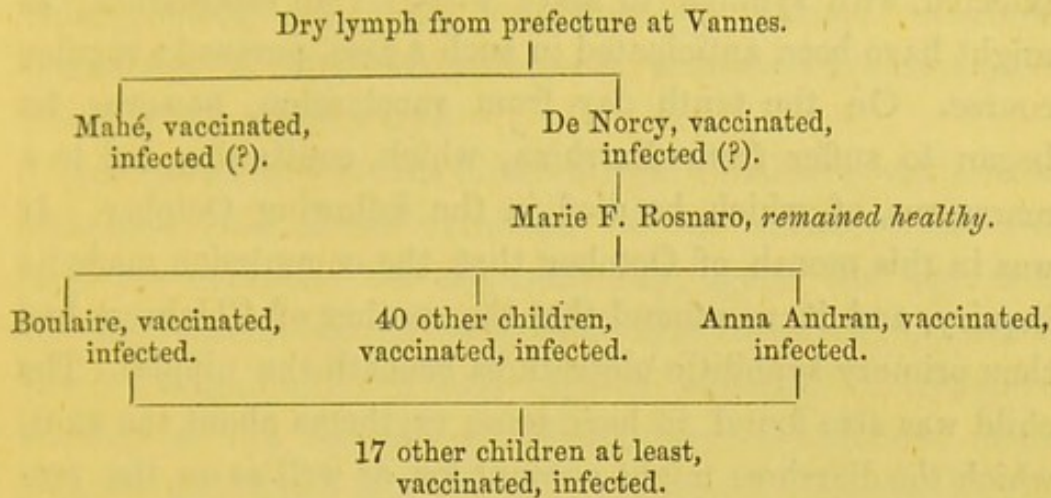 Dry lymph from prefecture at Vannes.
Mahé, vaccinated,
infected (?).
De Norcy, vaccinated,
infected (?).
Marie F. Rosnaro, remained healthy.
Boulaire, vaccinated,
infected.
40 other children,
vaccinated, infected.
Anna Andran, vaccinated,
infected.
17 other children at least,
vaccinated, infected.